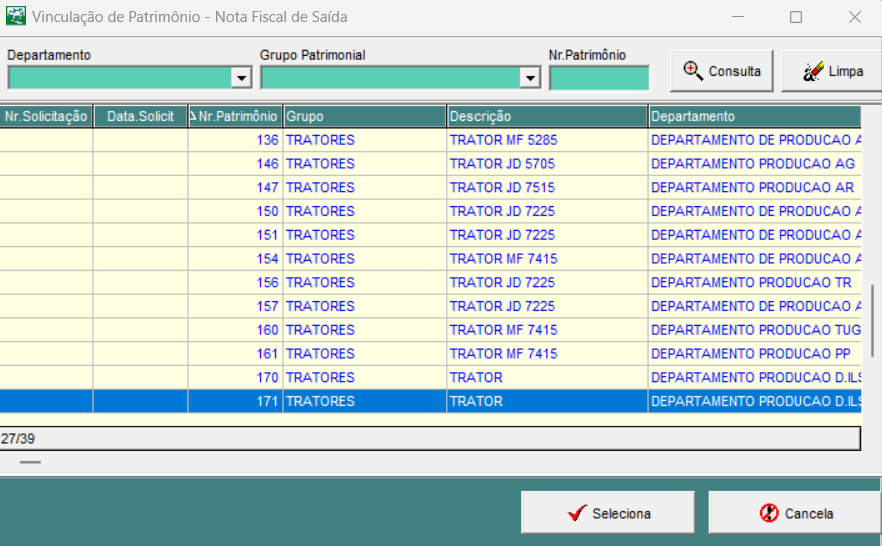 Vinculação de Patrimônio - Nota Fiscal de Saída
Departamento Grupo Patrimonial Nr.Patrimônio
Consulta Limpa
Nr.Solicitação Data.Solicit Nr.Patrimônio Grupo Descrição Departamento
136 TRATORES TRATOR MF 5285 DEPARTAMENTO DE PRODUCAO A
146 TRATORES TRATOR JD 5705 DEPARTAMENTO PRODUCAO AG
147 TRATORES TRATOR JD 7515 DEPARTAMENTO PRODUCAO AR
150 TRATORES TRATOR JD 7225 DEPARTAMENTO DE PRODUCAO A
151 TRATORES TRATOR JD 7225 DEPARTAMENTO DE PRODUCAO A
154 TRATORES TRATOR MF 7415 DEPARTAMENTO DE PRODUCAO A
156 TRATORES TRATOR JD 7225 DEPARTAMENTO PRODUCAO TR
157 TRATORES TRATOR JD 7225 DEPARTAMENTO DE PRODUCAO A
160 TRATORES TRATOR MF 7415 DEPARTAMENTO PRODUCAO TUG
161 TRATORES TRATOR MF 7415 DEPARTAMENTO PRODUCAO PP
170 TRATORES TRATOR DEPARTAMENTO PRODUCAO D.ILS
171 TRATORES TRATOR DEPARTAMENTO PRODUCAO D.ILS
27/39
Seleciona Cancela